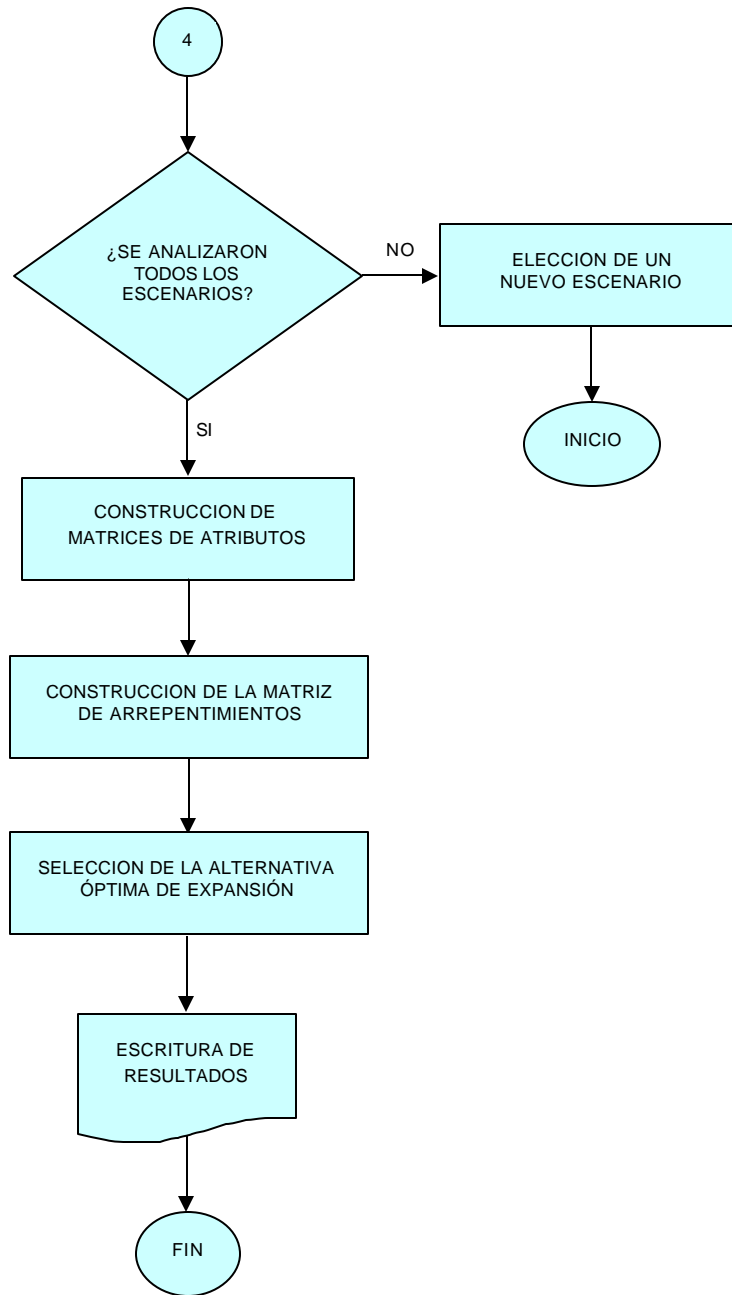 4
¿SE ANALIZARON
TODOS LOS
ESCENARIOS?
NO
ELECCION DE UN
NUEVO ESCENARIO
INICIO
SI
CONSTRUCCION DE
MATRICES DE ATRIBUTOS
CONSTRUCCION DE LA MATRIZ
DE ARREPENTIMIENTOS
SELECCION DE LA ALTERNATIVA
ÓPTIMA DE EXPANSIÓN
ESCRITURA DE
RESULTADOS
FIN